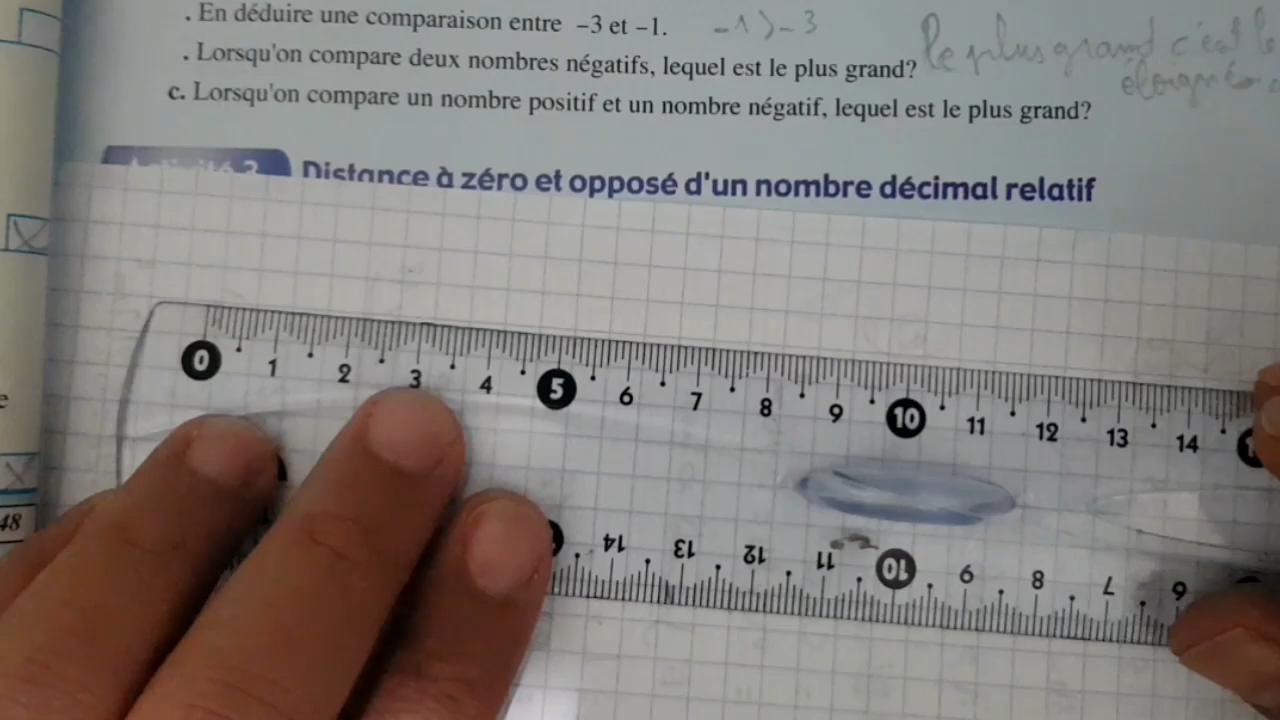 . En déduire une comparaison entre −3 et −1. −1 > −3
. Lorsqu'on compare deux nombres négatifs, lequel est le plus grand? le plus grand c'est le
éloigné
c. Lorsqu'on compare un nombre positif et un nombre négatif, lequel est le plus grand?
Distance à zéro et opposé d'un nombre décimal relatif
0 1 2 3 4 5 6 7 8 9 10 11 12 13 14
48
14 13 12 11 10 9 8 7 6